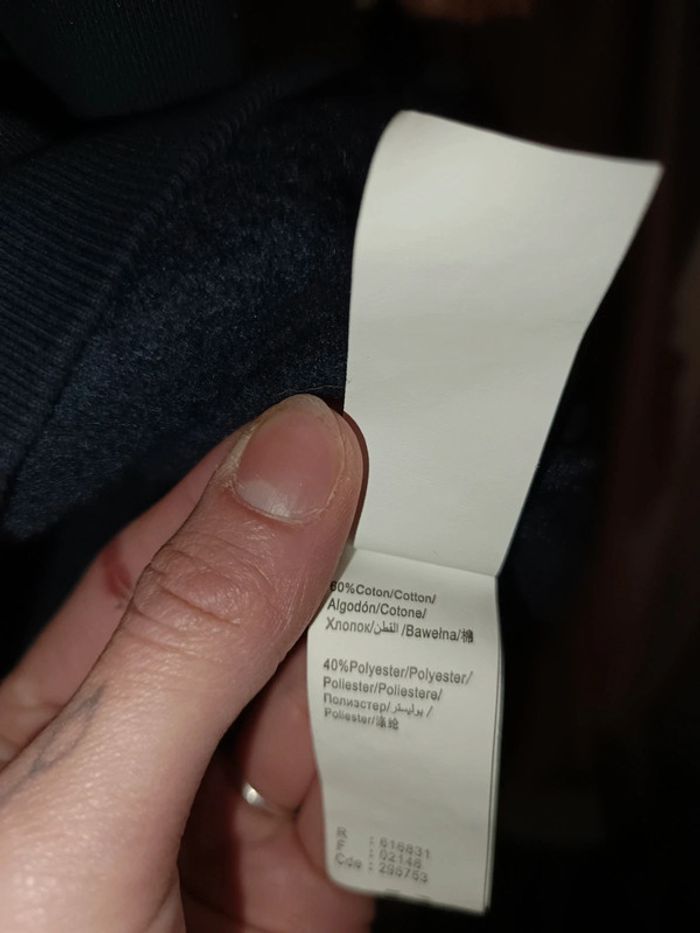 60%Coton/Cotton/
Algodón/Cotone/
Хлопок/القطن/Bawełna/棉
40%Polyester/Polyester/
Poliester/Poliestere/
Полиэстер/بوليستر/
Poliester/涤纶
R : 616831
F : 02146
Cde : 298763